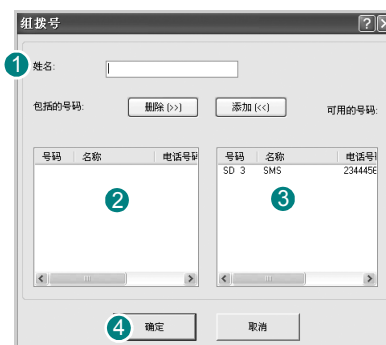 组拨号
1 姓名:
包括的号码: 删除 (>>) 添加 (<<) 可用的号码:
号码 名称 电话号码 号码 名称 电话号
SD 3 SMS 2344456
2 3
4 确定 取消